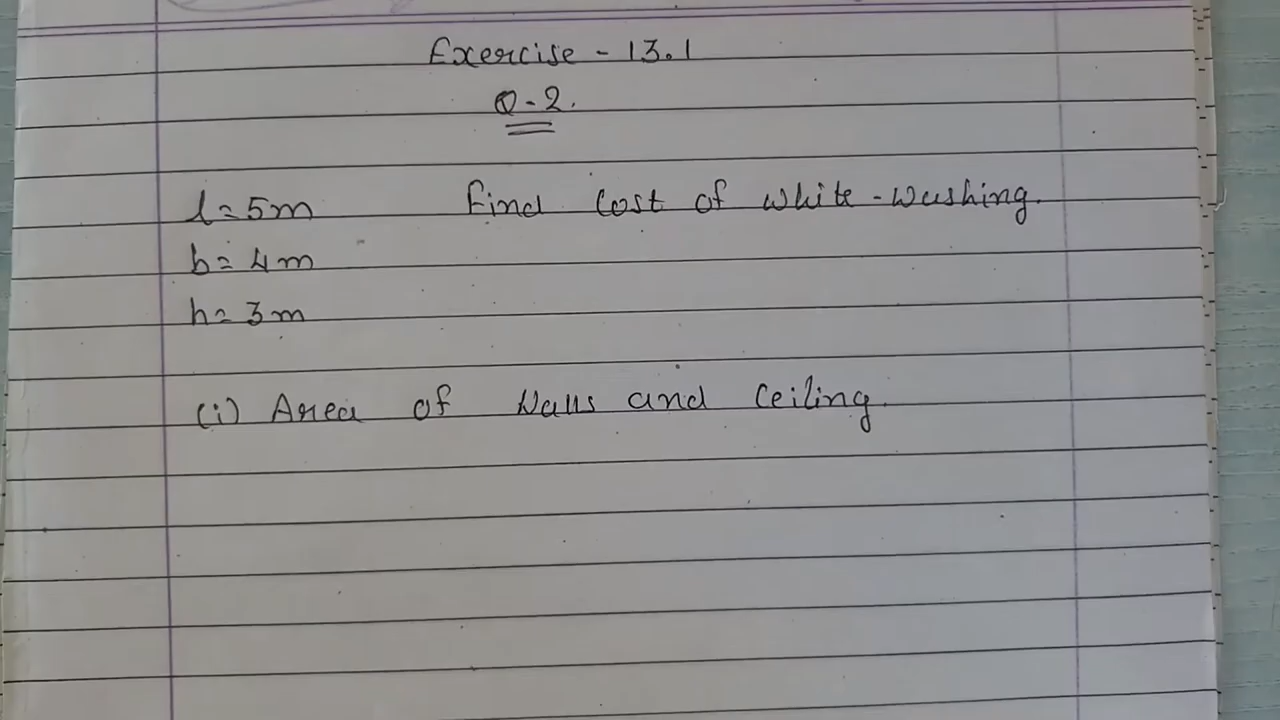 Exercise - 13.1
Q-2.
l=5m Find Cost of white-washing.
b=4m
h=3m
(i) Area of Walls and Ceiling.